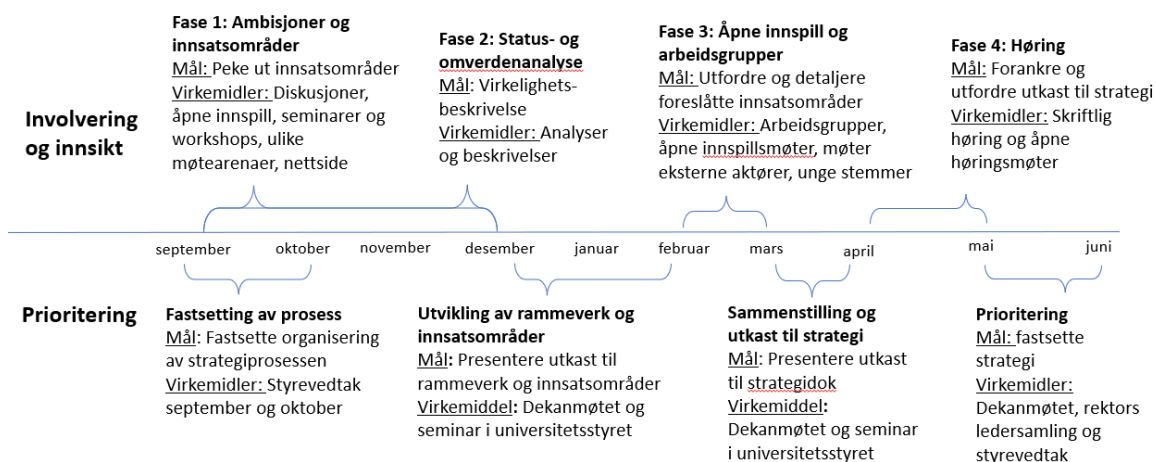 Involvering
og innsikt
Fase 1: Ambisjoner og
innsatsområder
Mål: Peke ut innsatsområder
Virkemidler: Diskusjoner,
åpne innspill, seminarer og
workshops, ulike
møtearenaer, nettside
Fase 2: Status- og
omverdenanalyse
Mål: Virkelighets-
beskrivelse
Virkemidler: Analyser
og beskrivelser
Fase 3: Åpne innspill og
arbeidsgrupper
Mål: Utfordre og detaljere
foreslåtte innsatsområder
Virkemidler: Arbeidsgrupper,
åpne innspillsmøter, møter
eksterne aktører, unge stemmer
Fase 4: Høring
Mål: Forankre og
utfordre utkast til strategi
Virkemidler: Skriftlig
høring og åpne
høringsmøter
september oktober november desember januar februar mars april mai juni
Prioritering
Fastsetting av prosess
Mål: Fastsette organisering
av strategiprosessen
Virkemidler: Styrevedtak
september og oktober
Utvikling av rammeverk og
innsatsområder
Mål: Presentere utkast til
rammeverk og innsatsområder
Virkemiddel: Dekanmøtet og
seminar i universitetsstyret
Sammenstilling og
utkast til strategi
Mål: Presentere utkast
til strategidok
Virkemiddel:
Dekanmøtet og seminar
i universitetsstyret
Prioritering
Mål: fastsette
strategi
Virkemidler:
Dekanmøtet, rektors
ledersamling og
styrevedtak